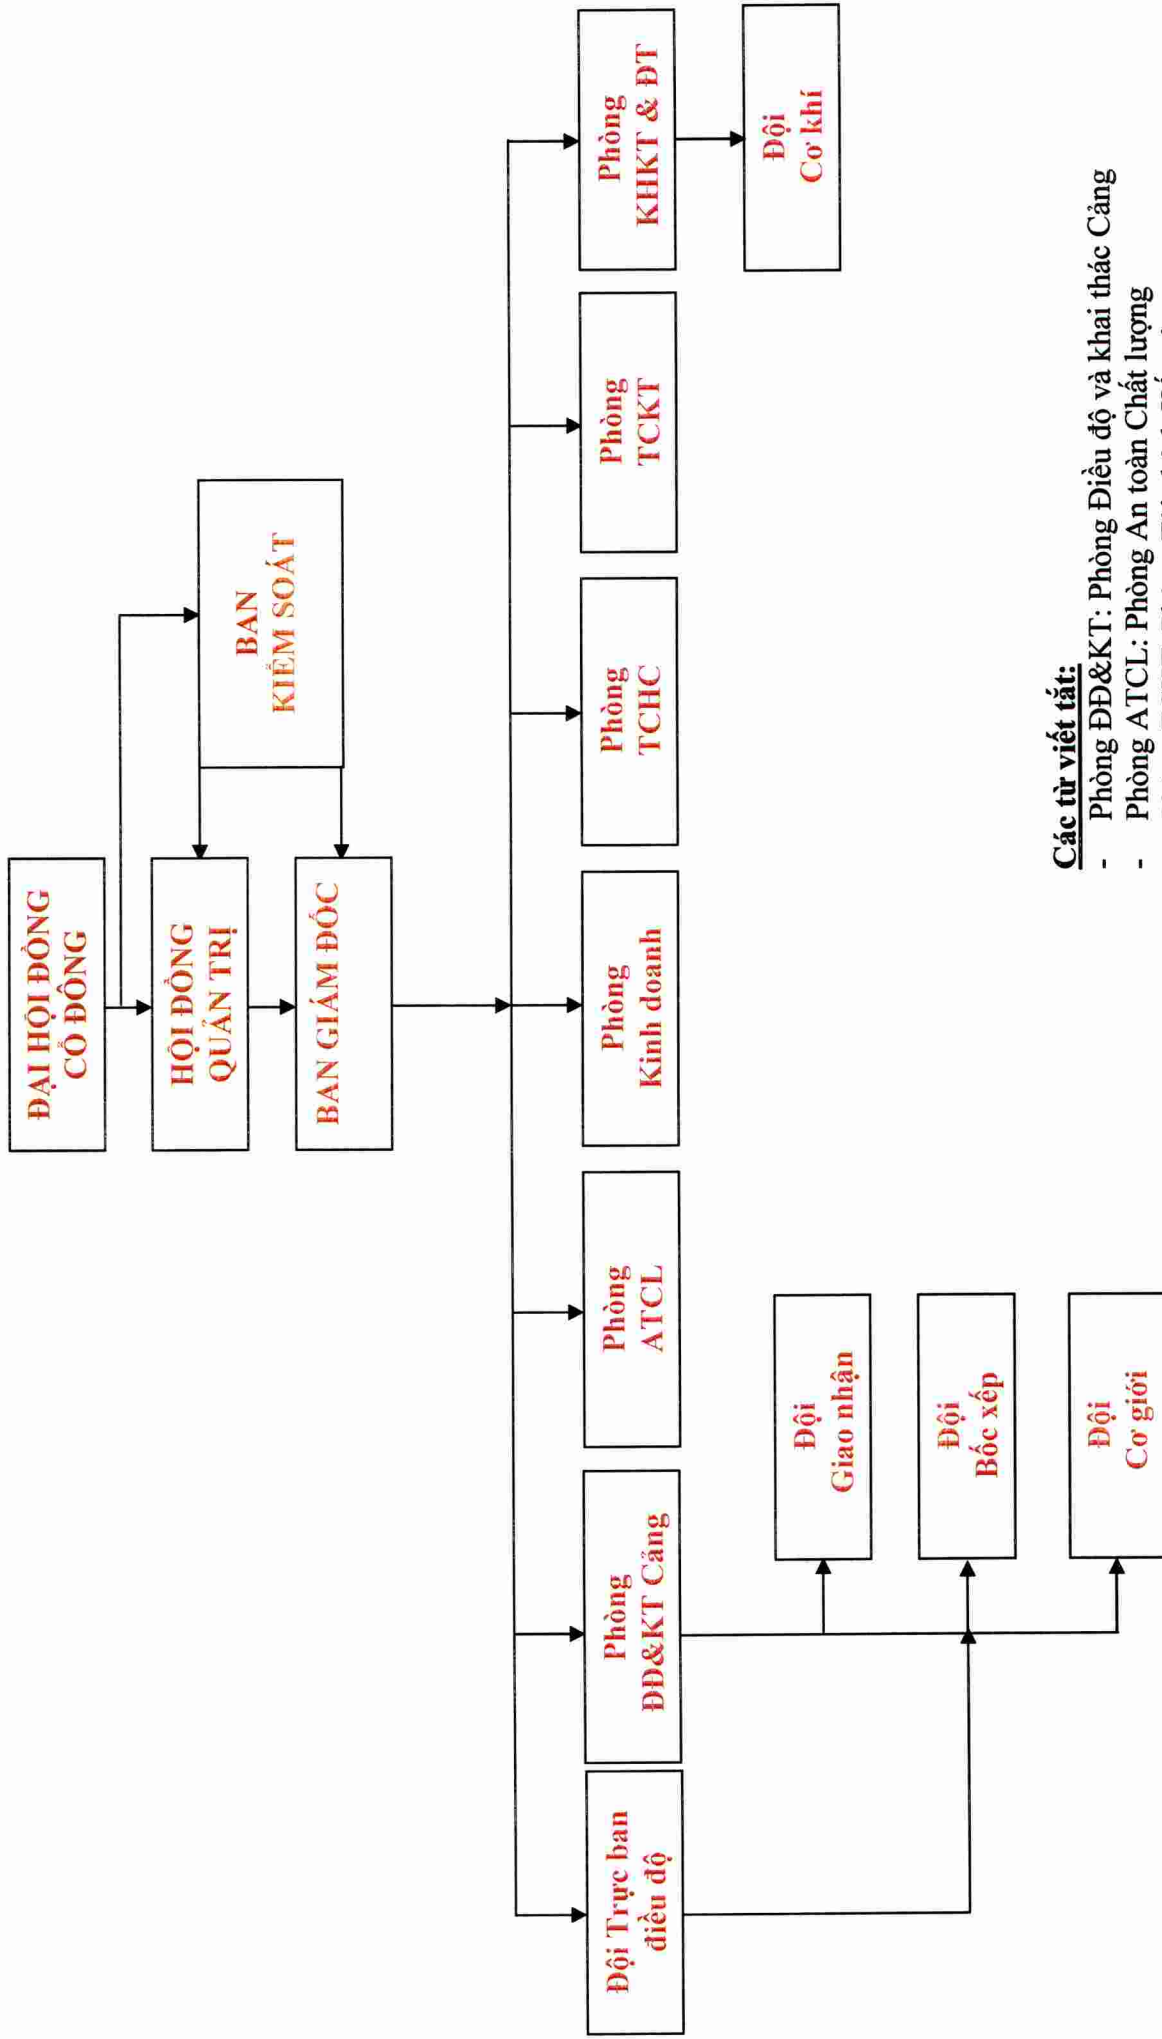 ĐẠI HỘI ĐỒNG
CỔ ĐÔNG
HỘI ĐỒNG
QUẢN TRỊ
BAN
KIỂM SOÁT
BAN GIÁM ĐỐC
Đội Trực ban
điều độ
Phòng
ĐĐ&KT Cảng
Phòng
ATCL
Phòng
Kinh doanh
Phòng
TCHC
Phòng
TCKT
Phòng
KHKT & ĐT
Đội
Cơ khí
Đội
Giao nhận
Đội
Bốc xếp
Đội
Cơ giới
Các từ viết tắt:
- Phòng ĐĐ&KT: Phòng Điều độ và khai thác Cảng
- Phòng ATCL: Phòng An toàn Chất lượng